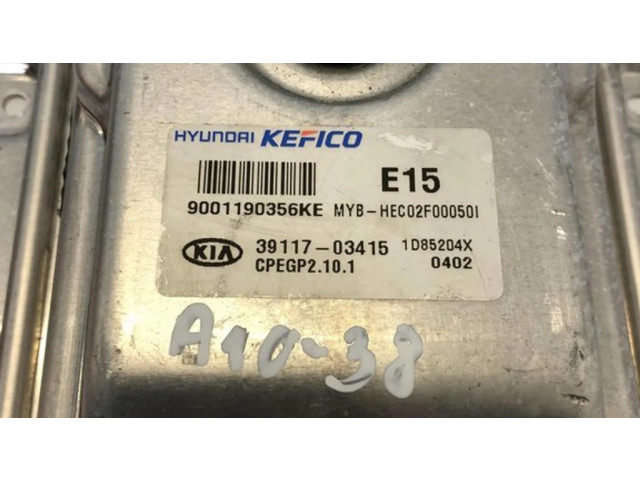 HYUNDAI KEFICO
E15
9001190356KE MYB-HEC02F00050I
KIA 39117-03415 1D85204X
CPEGP2.10.1 0402
A10-38